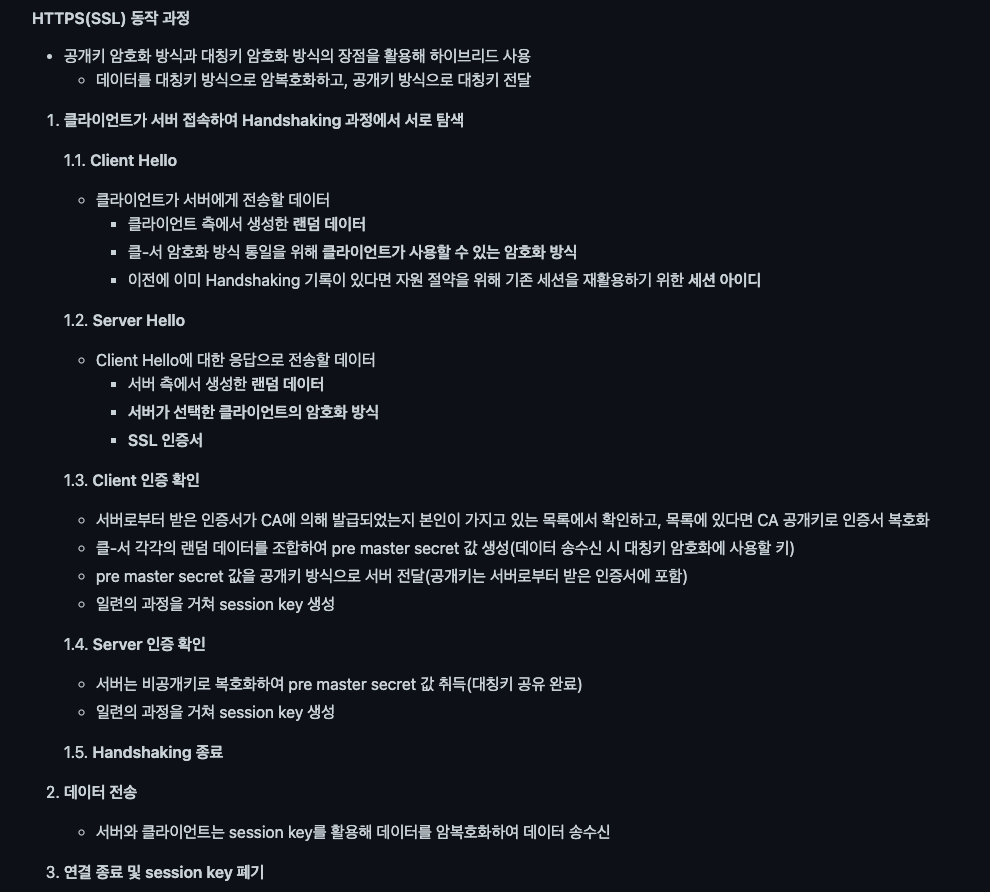 HTTPS(SSL) 동작 과정
• 공개키 암호화 방식과 대칭키 암호화 방식의 장점을 활용해 하이브리드 사용
◦ 데이터를 대칭키 방식으로 암복호화하고, 공개키 방식으로 대칭키 전달
1. 클라이언트가 서버 접속하여 Handshaking 과정에서 서로 탐색
1.1. Client Hello
◦ 클라이언트가 서버에게 전송할 데이터
▪ 클라이언트 측에서 생성한 랜덤 데이터
▪ 클-서 암호화 방식 통일을 위해 클라이언트가 사용할 수 있는 암호화 방식
▪ 이전에 이미 Handshaking 기록이 있다면 자원 절약을 위해 기존 세션을 재활용하기 위한 세션 아이디
1.2. Server Hello
◦ Client Hello에 대한 응답으로 전송할 데이터
▪ 서버 측에서 생성한 랜덤 데이터
▪ 서버가 선택한 클라이언트의 암호화 방식
▪ SSL 인증서
1.3. Client 인증 확인
◦ 서버로부터 받은 인증서가 CA에 의해 발급되었는지 본인이 가지고 있는 목록에서 확인하고, 목록에 있다면 CA 공개키로 인증서 복호화
◦ 클-서 각각의 랜덤 데이터를 조합하여 pre master secret 값 생성(데이터 송수신 시 대칭키 암호화에 사용할 키)
◦ pre master secret 값을 공개키 방식으로 서버 전달(공개키는 서버로부터 받은 인증서에 포함)
◦ 일련의 과정을 거쳐 session key 생성
1.4. Server 인증 확인
◦ 서버는 비공개키로 복호화하여 pre master secret 값 취득(대칭키 공유 완료)
◦ 일련의 과정을 거쳐 session key 생성
1.5. Handshaking 종료
2. 데이터 전송
◦ 서버와 클라이언트는 session key를 활용해 데이터를 암복호화하여 데이터 송수신
3. 연결 종료 및 session key 폐기